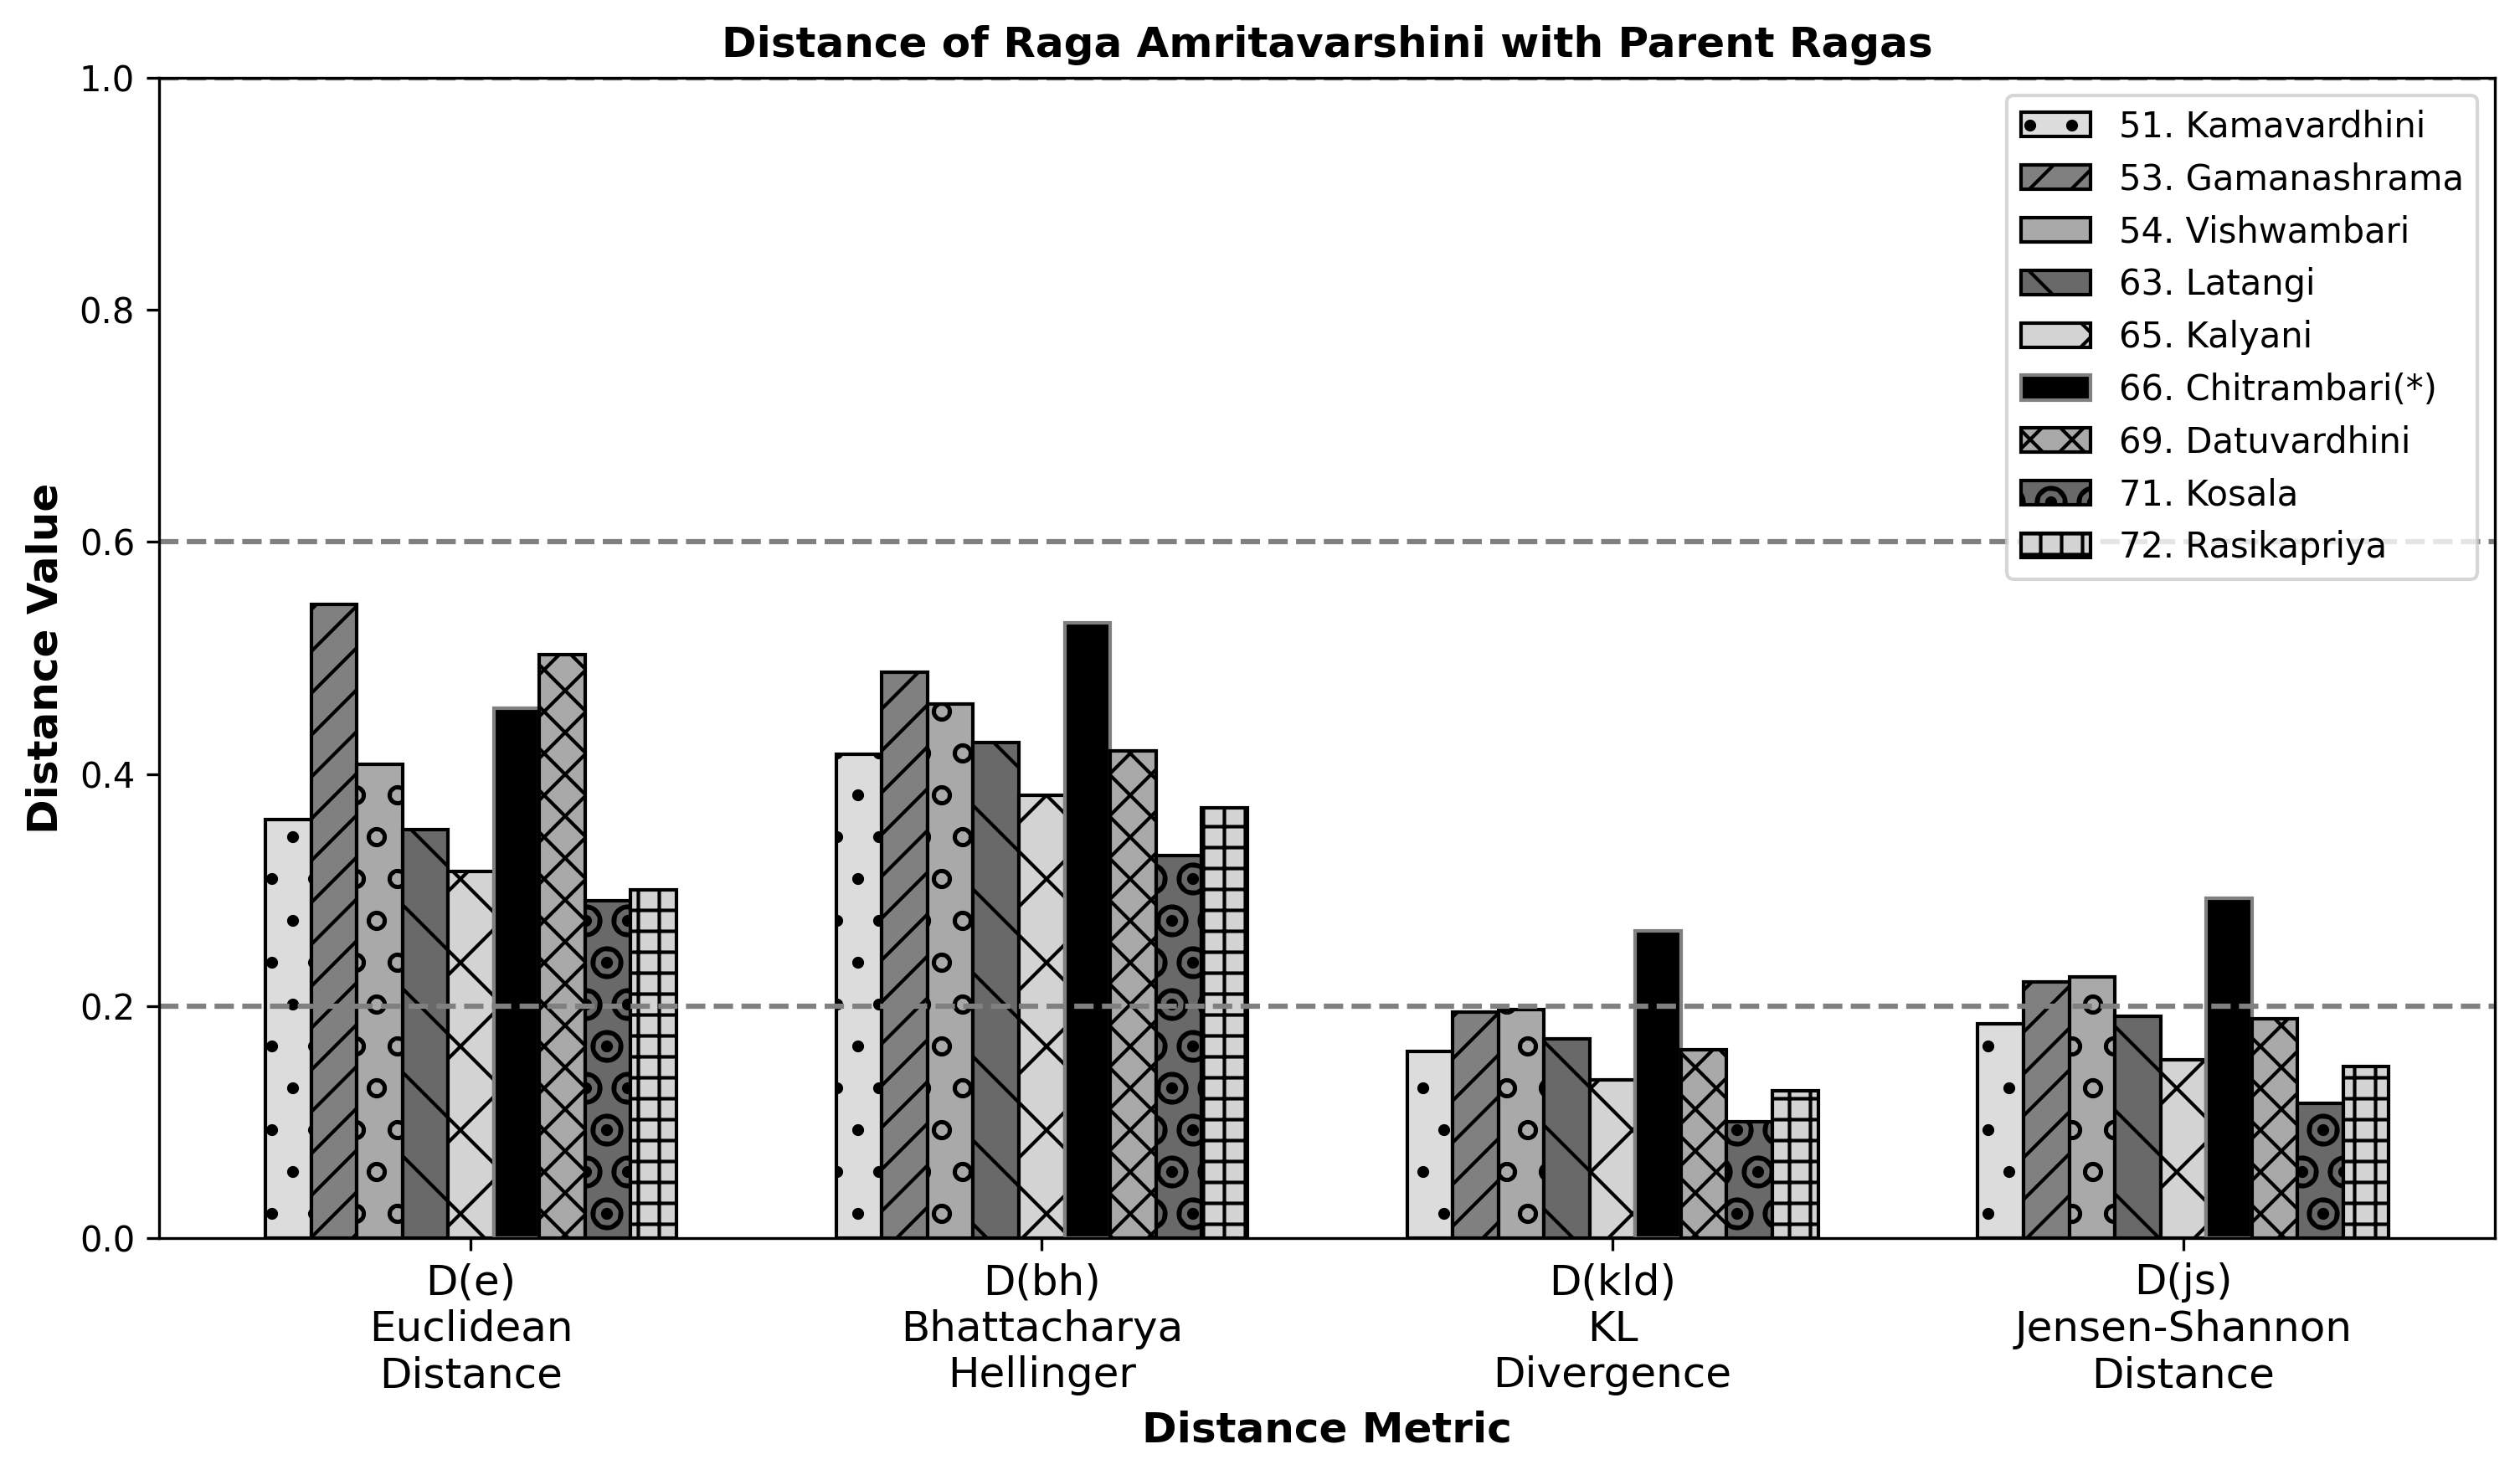 Distance of Raga Amritavarshini with Parent Ragas
1.0
0.8
0.6
0.4
0.2
0.0
Distance Value
51. Kamavardhini
53. Gamanashrama
54. Vishwambari
63. Latangi
65. Kalyani
66. Chitrambari(*)
69. Datuvardhini
71. Kosala
72. Rasikapriya
D(e)
Euclidean
Distance
D(bh)
Bhattacharya
Hellinger
D(kld)
KL
Divergence
D(js)
Jensen-Shannon
Distance
Distance Metric